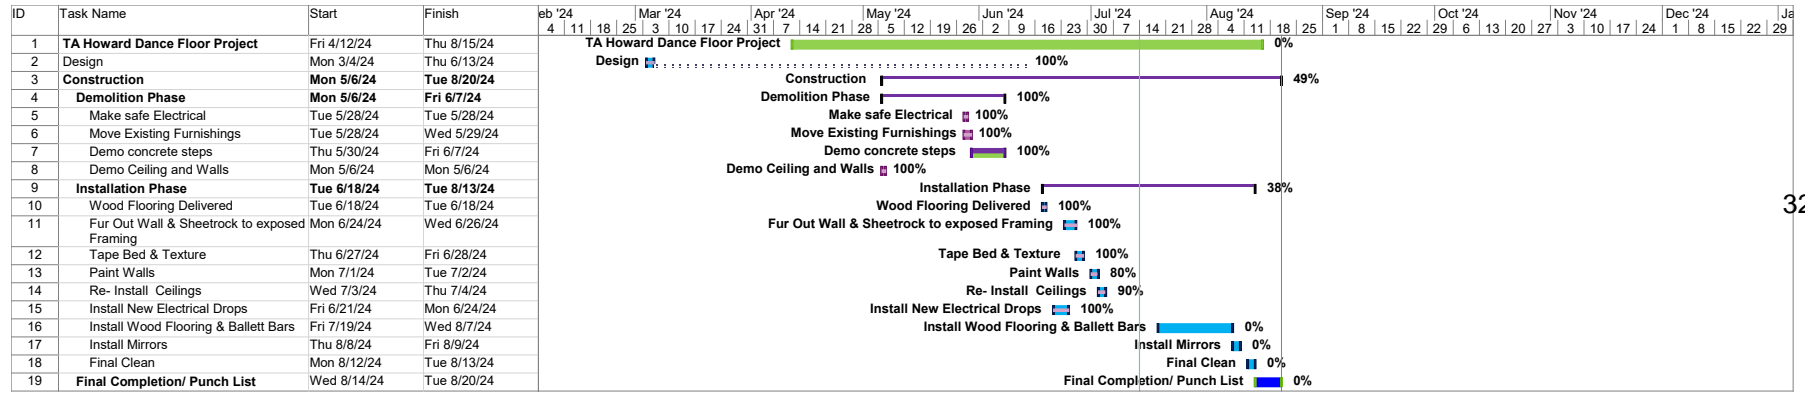 ID Task Name Start Finish eb '24 Mar '24 Apr '24 May '24 Jun '24 Jul '24 Aug '24 Sep '24 Oct '24 Nov '24 Dec '24 Ja
4 11 18 25 3 10 17 24 31 7 14 21 28 5 12 19 26 2 9 16 23 30 7 14 21 28 4 11 18 25 1 8 15 22 29 6 13 20 27 3 10 17 24 1 8 15 22 29
1 TA Howard Dance Floor Project Fri 4/12/24 Thu 8/15/24 TA Howard Dance Floor Project 0%
2 Design Mon 3/4/24 Thu 6/13/24 Design 100%
3 Construction Mon 5/6/24 Tue 8/20/24 Construction 49%
4 Demolition Phase Mon 5/6/24 Fri 6/7/24 Demolition Phase 100%
5 Make safe Electrical Tue 5/28/24 Tue 5/28/24 Make safe Electrical 100%
6 Move Existing Furnishings Tue 5/28/24 Wed 5/29/24 Move Existing Furnishings 100%
7 Demo concrete steps Thu 5/30/24 Fri 6/7/24 Demo concrete steps 100%
8 Demo Ceiling and Walls Mon 5/6/24 Mon 5/6/24 Demo Ceiling and Walls 100%
9 Installation Phase Tue 6/18/24 Tue 8/13/24 Installation Phase 38%
10 Wood Flooring Delivered Tue 6/18/24 Tue 6/18/24 Wood Flooring Delivered 100%
32
11 Fur Out Wall & Sheetrock to exposed Mon 6/24/24 Wed 6/26/24 Fur Out Wall & Sheetrock to exposed Framing 100%
Framing
12 Tape Bed & Texture Thu 6/27/24 Fri 6/28/24 Tape Bed & Texture 100%
13 Paint Walls Mon 7/1/24 Tue 7/2/24 Paint Walls 80%
14 Re- Install Ceilings Wed 7/3/24 Thu 7/4/24 Re- Install Ceilings 90%
15 Install New Electrical Drops Fri 6/21/24 Mon 6/24/24 Install New Electrical Drops 100%
16 Install Wood Flooring & Ballett Bars Fri 7/19/24 Wed 8/7/24 Install Wood Flooring & Ballett Bars 0%
17 Install Mirrors Thu 8/8/24 Fri 8/9/24 Install Mirrors 0%
18 Final Clean Mon 8/12/24 Tue 8/13/24 Final Clean 0%
19 Final Completion/ Punch List Wed 8/14/24 Tue 8/20/24 Final Completion/ Punch List 0%